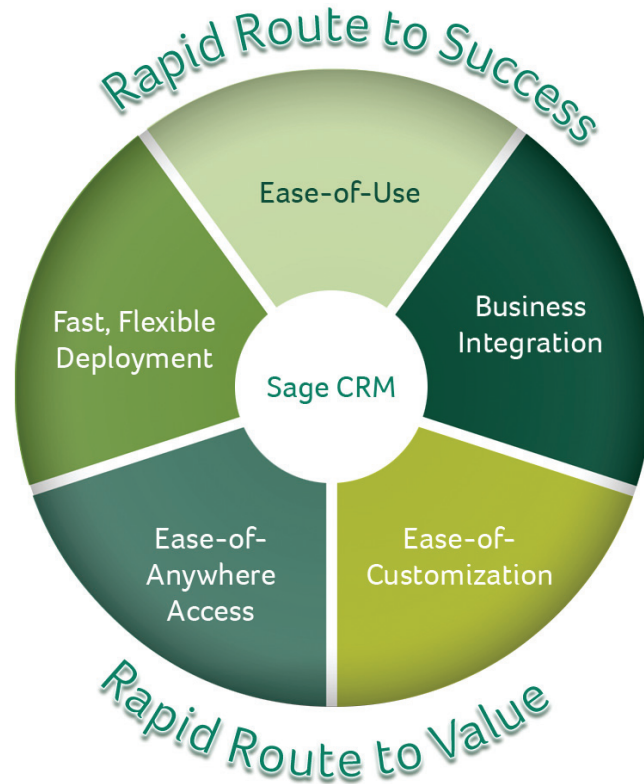 Rapid Route to Success
Ease-of-Use
Business
Integration
Fast, Flexible
Deployment
Sage CRM
Ease-of-
Anywhere
Access
Ease-of-
Customization
Rapid Route to Value